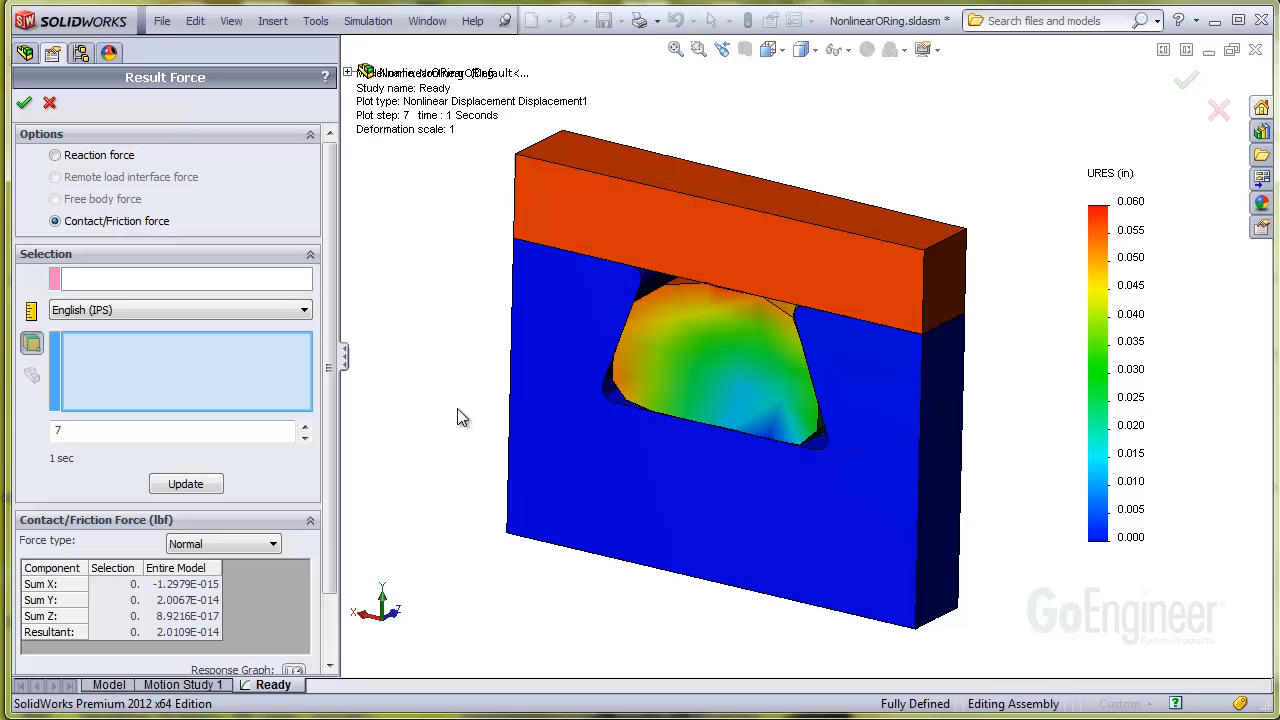 SOLIDWORKS
File Edit View Insert Tools Simulation Window Help
NonlinearORing.sldasm *
Search files and models
Result Force
?
Options
Reaction force
Remote load interface force
Free body force
Contact/Friction force
Selection
English (IPS)
7
1 sec
Update
Contact/Friction Force (lbf)
Force type: Normal
Component Selection Entire Model
Sum X: 0. -1.2979E-015
Sum Y: 0. 2.0067E-014
Sum Z: 0. 8.9217E-017
Resultant: 0. 2.0109E-014
Response Graph:
Study name: Ready
Plot type: Nonlinear Displacement Displacement1
Plot step: 7 time : 1 Seconds
Deformation scale: 1
URES (in)
0.060
0.055
0.050
0.045
0.040
0.035
0.030
0.025
0.020
0.015
0.010
0.005
0.000
X Y Z
GoEngineer
Model Motion Study 1 Ready
SolidWorks Premium 2012 x64 Edition
Fully Defined Editing Assembly Custom ?